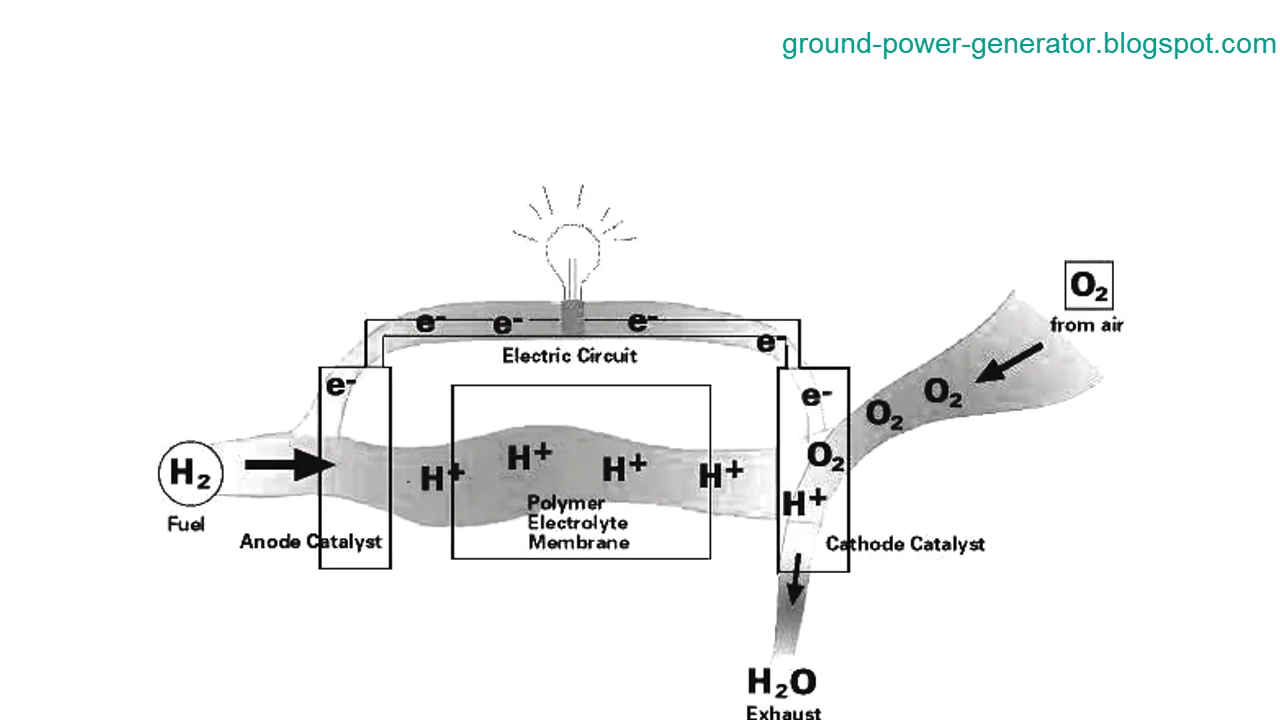 ground-power-generator.blogspot.com
O₂
from air
e⁻ e⁻ e⁻
e⁻
Electric Circuit
e⁻
e⁻
O₂
O₂
H₂
Fuel
H⁺ H⁺ H⁺ H⁺
O₂
H⁺
Polymer
Electrolyte
Membrane
Anode Catalyst
Cathode Catalyst
H₂O
Exhaust